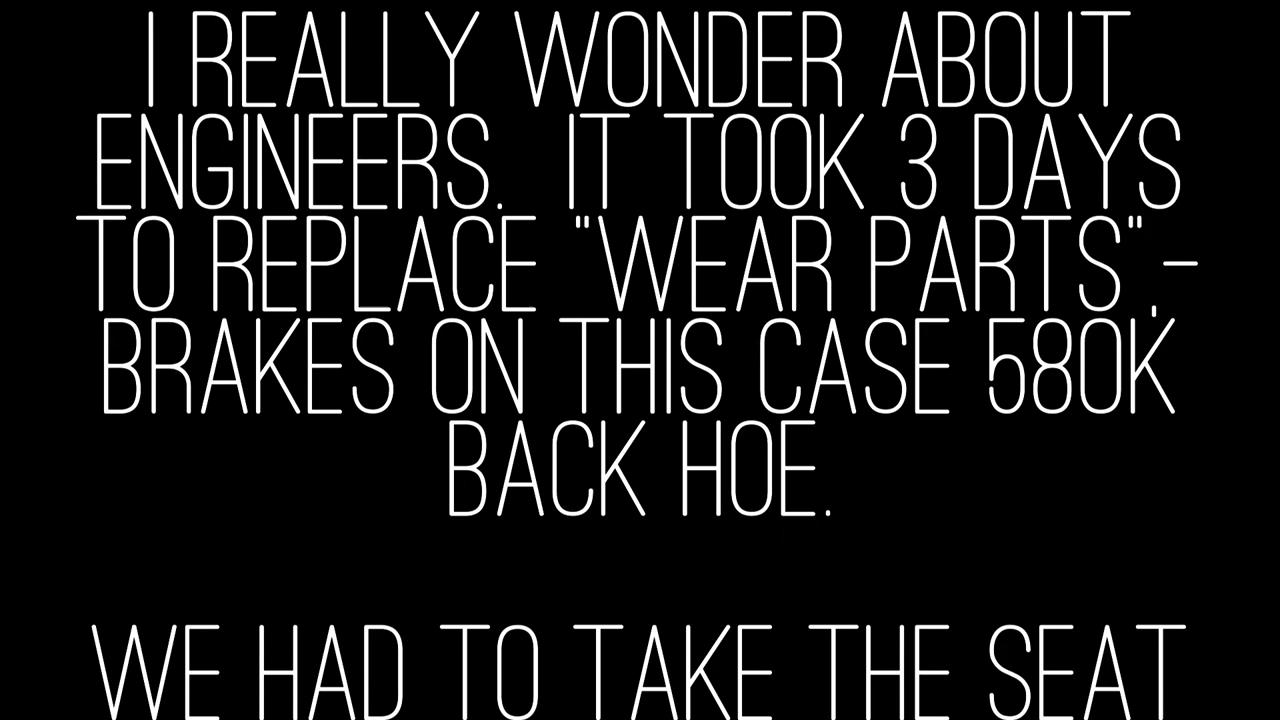 I REALLY WONDER ABOUT
ENGINEERS. IT TOOK 3 DAYS
TO REPLACE "WEAR PARTS",-
BRAKES ON THIS CASE 580K
BACK HOE.
WE HAD TO TAKE THE SEAT